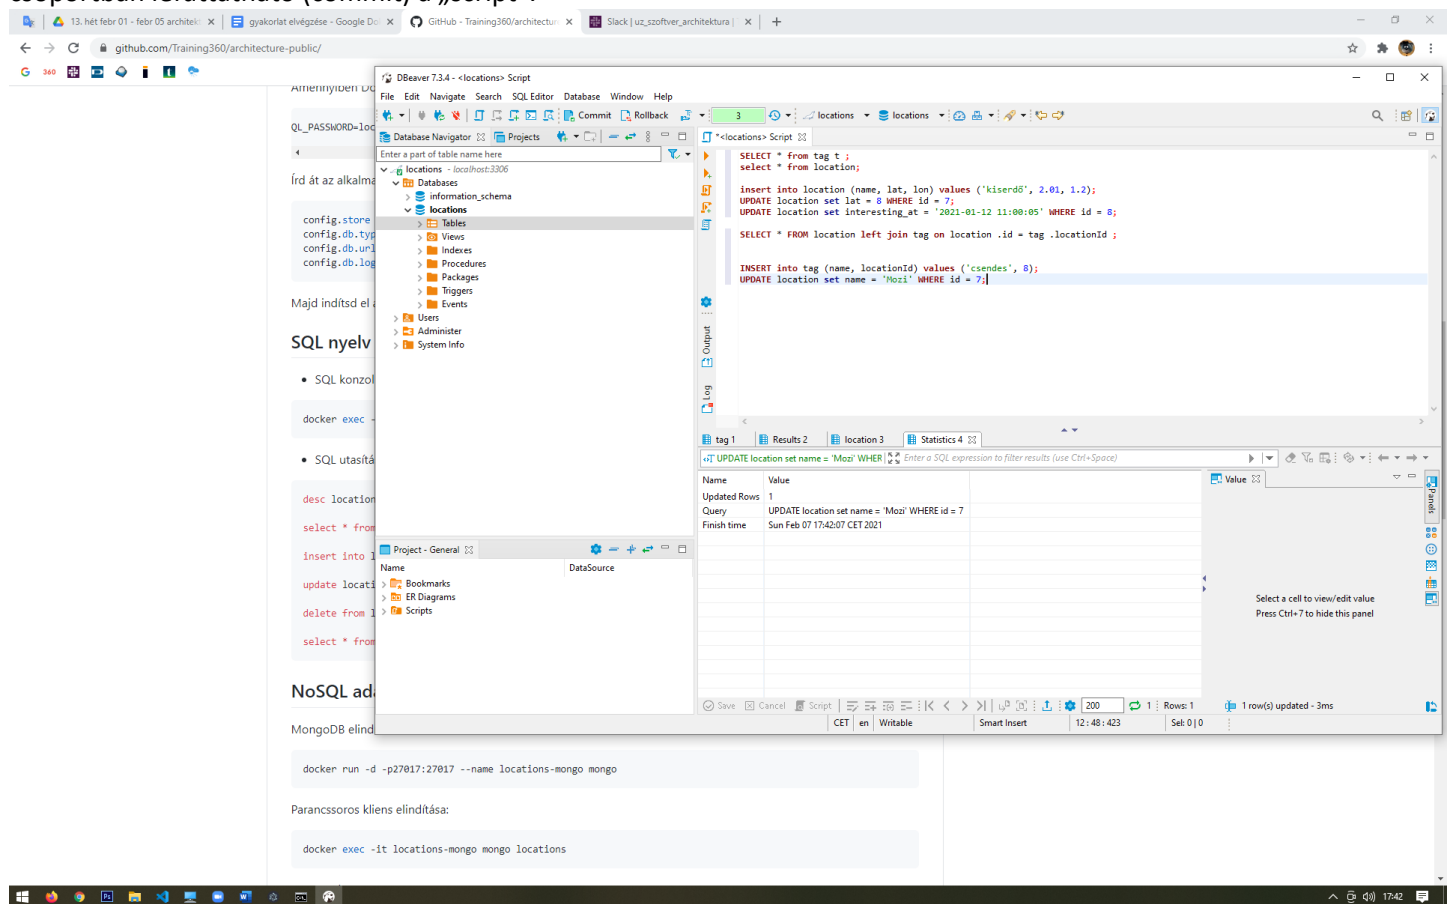 13. hét febr 01 - febr 05 architekt
gyakorlat elvégzése - Google Do
GitHub - Training360/architectur
Slack | uz_szoftver_architektura |
github.com/Training360/architecture-public/
360
Amennyiben Do
QL_PASSWORD=loc
Írd át az alkalma
config.store
config.db.typ
config.db.url
config.db.log
Majd indítsd el a
SQL nyelv
SQL konzol
docker exec -
SQL utasítá
desc location
select * from
insert into l
update locati
delete from l
select * from
NoSQL ada
MongoDB elind
docker run -d -p27017:27017 --name locations-mongo mongo
Parancssoros kliens elindítása:
docker exec -it locations-mongo mongo locations
DBeaver 7.3.4 - <locations> Script
File Edit Navigate Search SQL Editor Database Window Help
Commit Rollback 3 locations locations
Database Navigator Projects
Enter a part of table name here
locations - localhost:3306
Databases
information_schema
locations
Tables
Views
Indexes
Procedures
Packages
Triggers
Events
Users
Administer
System Info
Project - General
Name DataSource
Bookmarks
ER Diagrams
Scripts
*<locations> Script
SELECT * from tag t ;
select * from location;
insert into location (name, lat, lon) values ('kiserdő', 2.01, 1.2);
UPDATE location set lat = 8 WHERE id = 7;
UPDATE location set interesting_at = '2021-01-12 11:00:05' WHERE id = 8;
SELECT * FROM location left join tag on location .id = tag .locationId ;
INSERT into tag (name, locationId) values ('csendes', 8);
UPDATE location set name = 'Mozi' WHERE id = 7;
Output
Log
tag 1 Results 2 location 3 Statistics 4
UPDATE location set name = 'Mozi' WHER Enter a SQL expression to filter results (use Ctrl+Space)
Name Value
Updated Rows 1
Query UPDATE location set name = 'Mozi' WHERE id = 7
Finish time Sun Feb 07 17:42:07 CET 2021
Value
Panels
Select a cell to view/edit value
Press Ctrl+7 to hide this panel
Save Cancel Script 200 1 Rows: 1 1 row(s) updated - 3ms
CET en Writable Smart Insert 12 : 48 : 423 Sel: 0 | 0
17:42